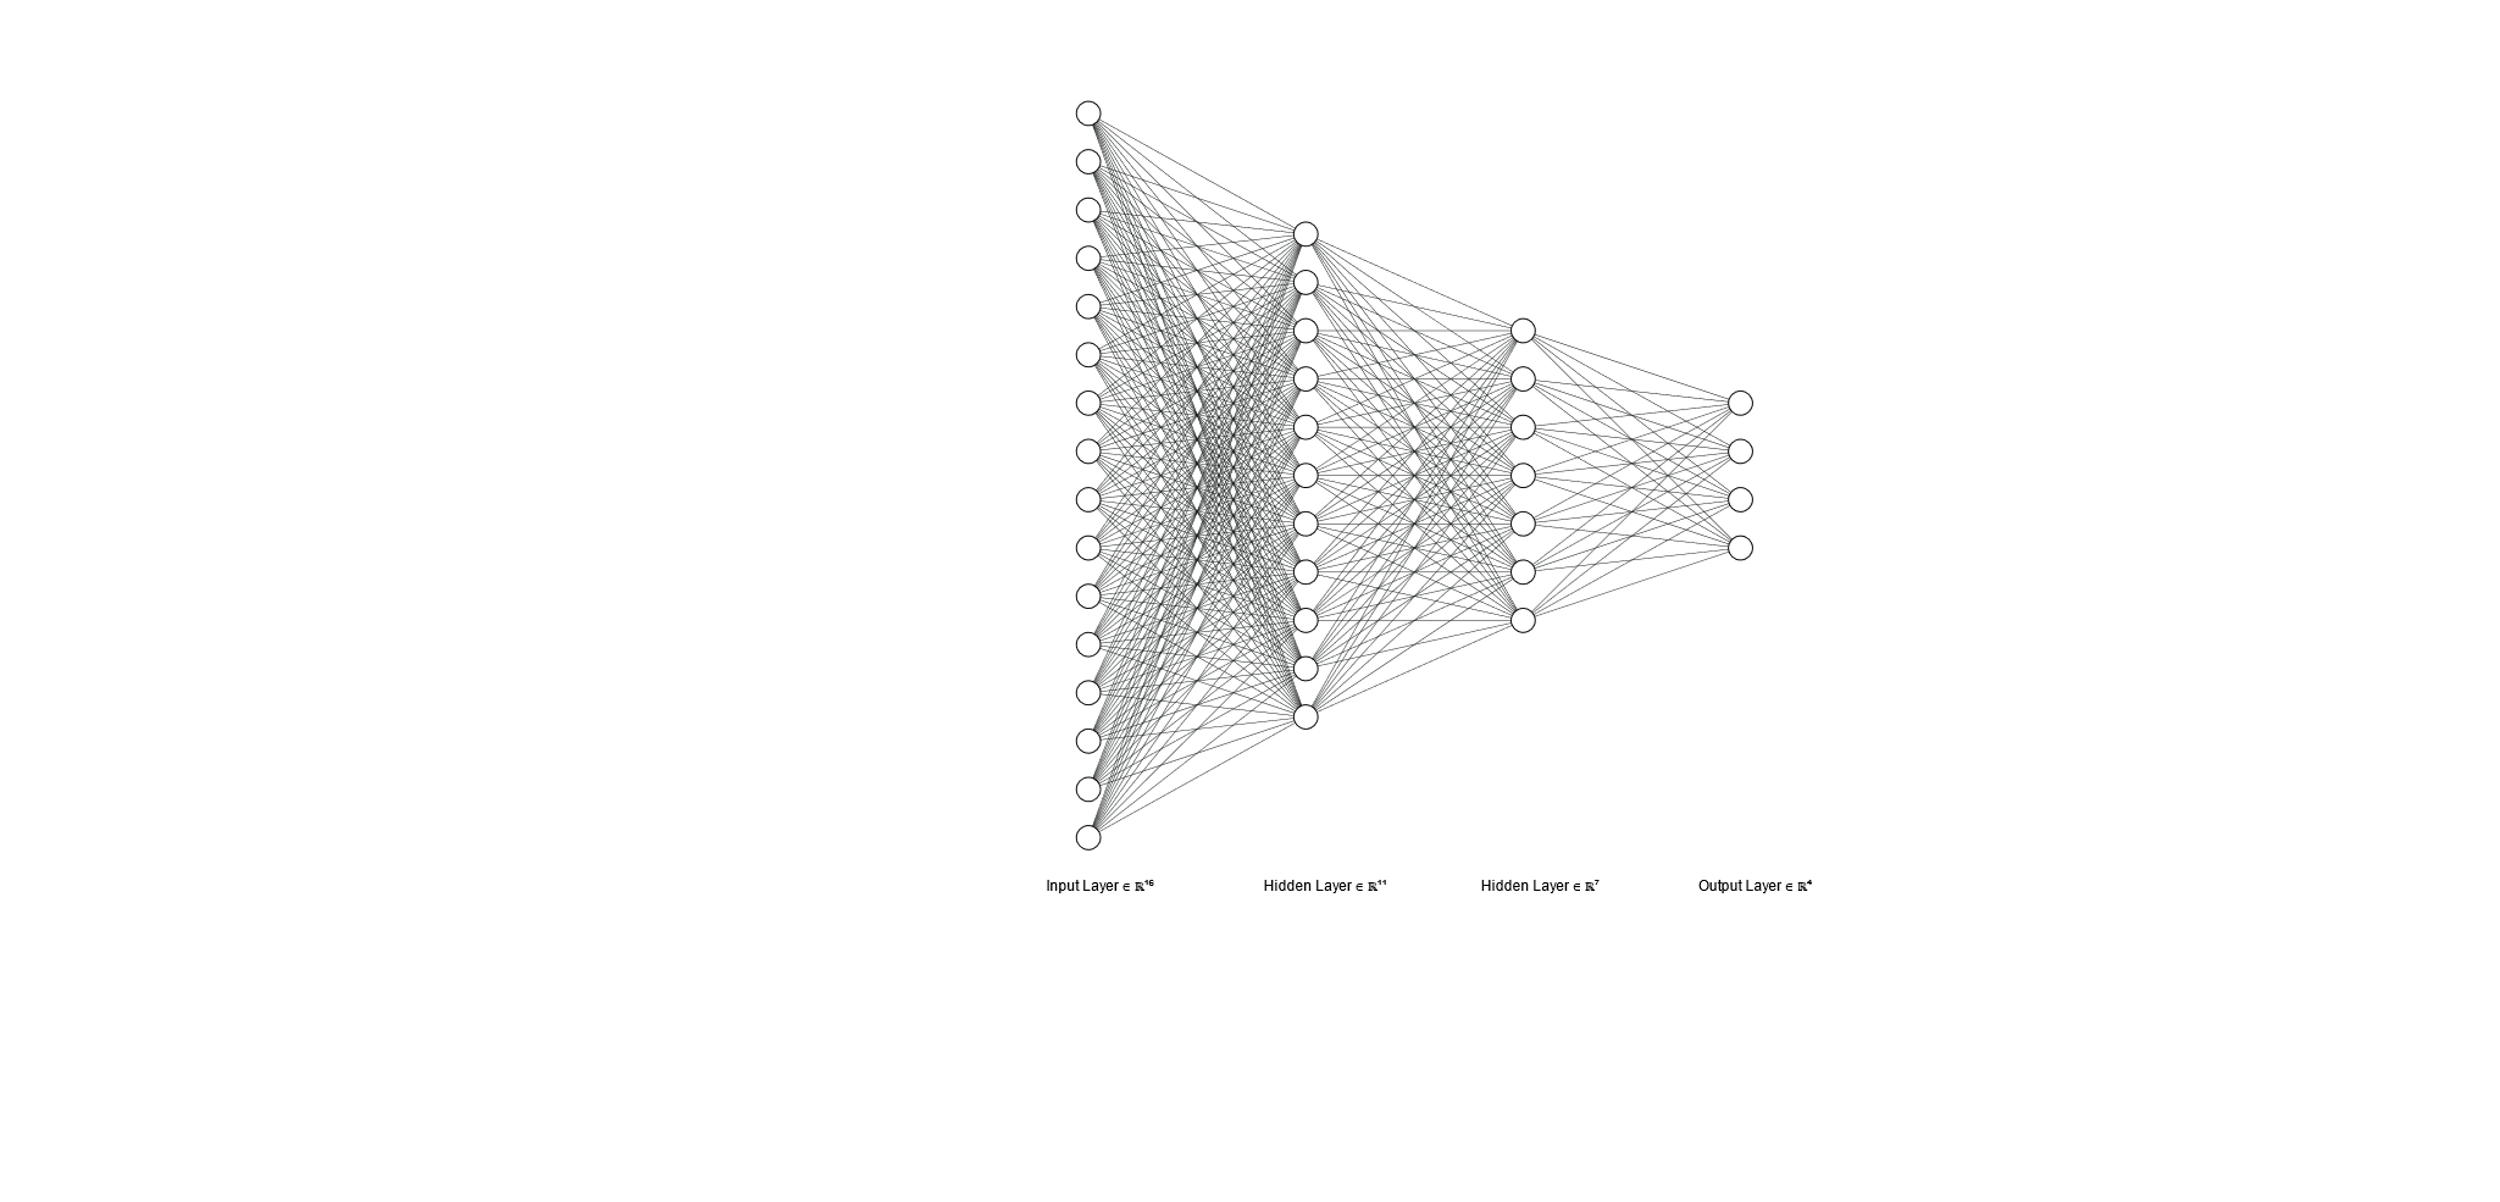 Input Layer ∈ ℝ¹⁶
Hidden Layer ∈ ℝ¹¹
Hidden Layer ∈ ℝ⁷
Output Layer ∈ ℝ⁴